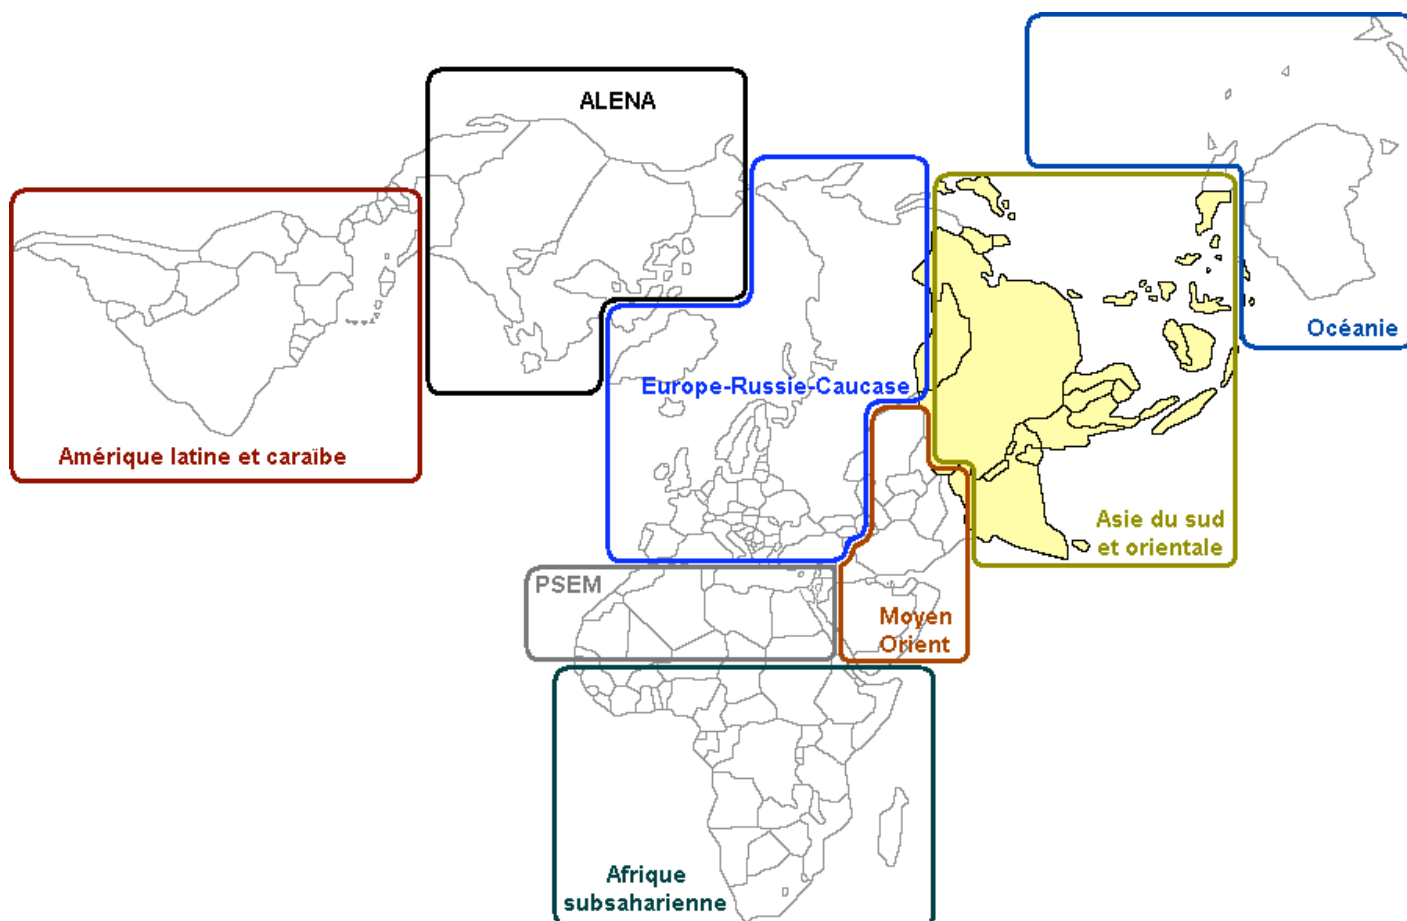 ALENA
Océanie
Europe-Russie-Caucase
Amérique latine et caraïbe
Asie du sud
et orientale
PSEM
Moyen
Orient
Afrique
subsaharienne